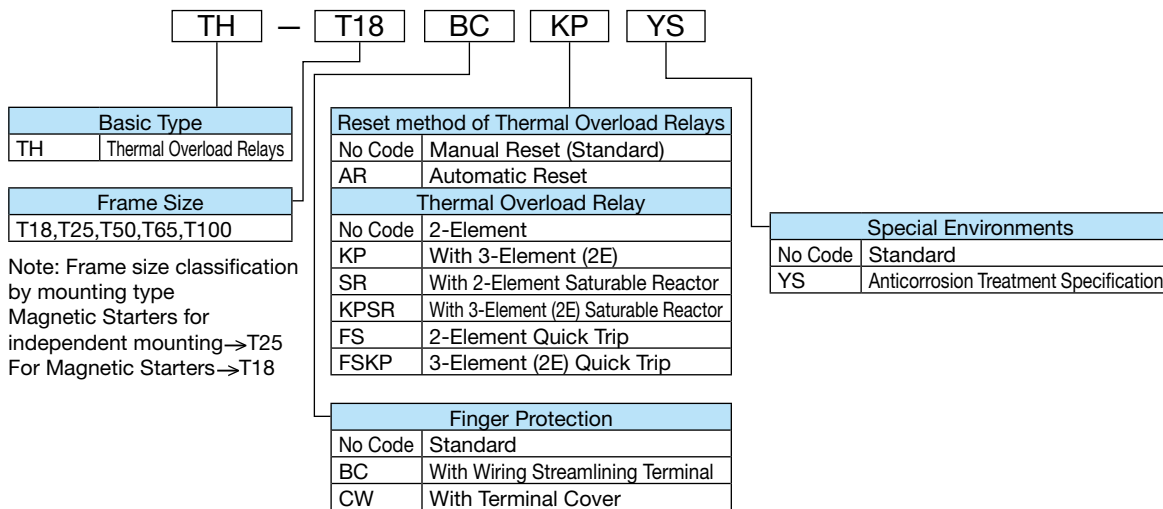 TH — T18 BC KP YS
Basic Type
TH Thermal Overload Relays
Frame Size
T18,T25,T50,T65,T100
Note: Frame size classification
by mounting type
Magnetic Starters for
independent mounting→T25
For Magnetic Starters→T18
Reset method of Thermal Overload Relays
No Code Manual Reset (Standard)
AR Automatic Reset
Thermal Overload Relay
No Code 2-Element
KP With 3-Element (2E)
SR With 2-Element Saturable Reactor
KPSR With 3-Element (2E) Saturable Reactor
FS 2-Element Quick Trip
FSKP 3-Element (2E) Quick Trip
Finger Protection
No Code Standard
BC With Wiring Streamlining Terminal
CW With Terminal Cover
Special Environments
No Code Standard
YS Anticorrosion Treatment Specification